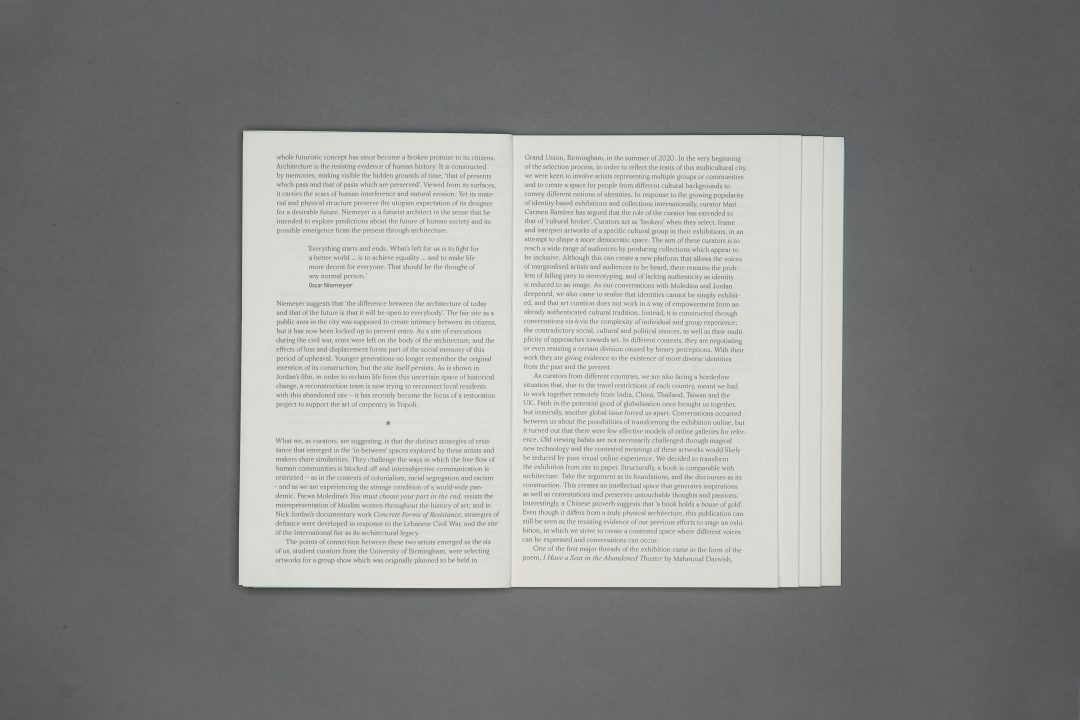 whole futuristic concept has since become a broken promise to its citizens.
Architecture is the resisting evidence of human history. It is constructed
by memories, making visible the hidden grounds of time, 'that of presents
which pass and that of pasts which are preserved'. Viewed from its surfaces,
it carries the scars of human interference and natural erosion. Yet its mate-
rial and physical structure preserve the utopian expectation of its designer
for a desirable future. Niemeyer is a futurist architect in the sense that he
intended to explore predictions about the future of human society and its
possible emergence from the present through architecture.
'Everything starts and ends. What's left for us is to fight for
a better world ... is to achieve equality ... and to make life
more decent for everyone. That should be the thought of
any normal person.'
Oscar Niemeyer
Niemeyer suggests that 'the difference between the architecture of today
and that of the future is that it will be open to everybody'. The fair site as a
public area in the city was supposed to create intimacy between its citizens,
but it has now been locked up to prevent entry. As a site of executions
during the civil war, scars were left on the body of the architecture, and the
effects of loss and displacement forms part of the social memory of this
period of upheaval. Younger generations no longer remember the original
intention of its construction, but the site itself persists. As is shown in
Jordan's film, in order to reclaim life from this uncertain space of historical
change, a reconstruction team is now trying to reconnect local residents
with this abandoned site – it has recently become the focus of a restoration
project to support the art of carpentry in Tripoli.
*
What we, as curators, are suggesting, is that the distinct strategies of resis-
tance that emerged in the 'in-between' spaces explored by these artists and
makers share similarities. They challenge the ways in which the free flow of
human communities is blocked off and intersubjective communication is
restricted – as in the contexts of colonialism, racial segregation and racism
– and as we are experiencing the strange condition of a world-wide pan-
demic. Farwa Moledina's You must choose your part in the end, resists the
misrepresentation of Muslim women throughout the history of art; and in
Nick Jordan's documentary work Concrete Forms of Resistance, strategies of
defiance were developed in response to the Lebanese Civil War, and the site
of the International fair as its architectural legacy.
The points of connection between these two artists emerged as the six
of us, student curators from the University of Birmingham, were selecting
artworks for a group show which was originally planned to be held in
Grand Union, Birmingham, in the summer of 2020. In the very beginning
of the selection process, in order to reflect the traits of this multicultural city,
we were keen to involve artists representing multiple groups or communities
and to create a space for people from different cultural backgrounds to
convey different notions of identities. In response to the growing popularity
of identity-based exhibitions and collections internationally, curator Mari
Carmen Ramírez has argued that the role of the curator has extended to
that of 'cultural broker'. Curators act as 'brokers' when they select, frame
and interpret artworks of a specific cultural group in their exhibitions, in an
attempt to shape a more democratic space. The aim of these curators is to
reach a wide range of audiences by producing collections which appear to
be inclusive. Although this can create a new platform that allows the voices
of marginalised artists and audiences to be heard, there remains the prob-
lem of falling prey to stereotyping, and of lacking authenticity as identity
is reduced to an image. As our conversations with Moledina and Jordan
deepened, we also came to realise that identities cannot be simply exhibit-
ed, and that art curation does not work in a way of empowerment from an
already authenticated cultural tradition. Instead, it is constructed through
conversations vis-à-vis the complexity of individual and group experience;
the contradictory social, cultural and political stances, as well as their multi-
plicity of approaches towards art. In different contexts, they are negotiating
or even resisting a certain division caused by binary perceptions. With their
work they are giving evidence to the existence of more diverse identities
from the past and the present.
As curators from different countries, we are also facing a borderline
situation that, due to the travel restrictions of each country, meant we had
to work together remotely from India, China, Thailand, Taiwan and the
UK. Faith in the potential good of globalisation once brought us together,
but ironically, another global issue forced us apart. Conversations occurred
between us about the possibilities of transforming the exhibition online, but
it turned out that there were few effective models of online galleries for refer-
ence. Old viewing habits are not necessarily challenged through magical
new technology and the contested meanings of these artworks would likely
be reduced by pure visual online experience. We decided to transform
the exhibition from site to paper. Structurally, a book is comparable with
architecture. Take the argument as its foundations, and the discourses as its
construction. This creates an intellectual space that generates inspirations
as well as contestations and preserves untouchable thoughts and passions.
Interestingly, a Chinese proverb suggests that 'a book holds a house of gold'.
Even though it differs from a truly physical architecture, this publication can
still be seen as the resisting evidence of our previous efforts to stage an exhi-
bition, in which we strive to create a contested space where different voices
can be expressed and conversations can occur.
One of the first major threads of the exhibition came in the form of the
poem, I Have a Seat in the Abandoned Theater by Mahmoud Darwish,